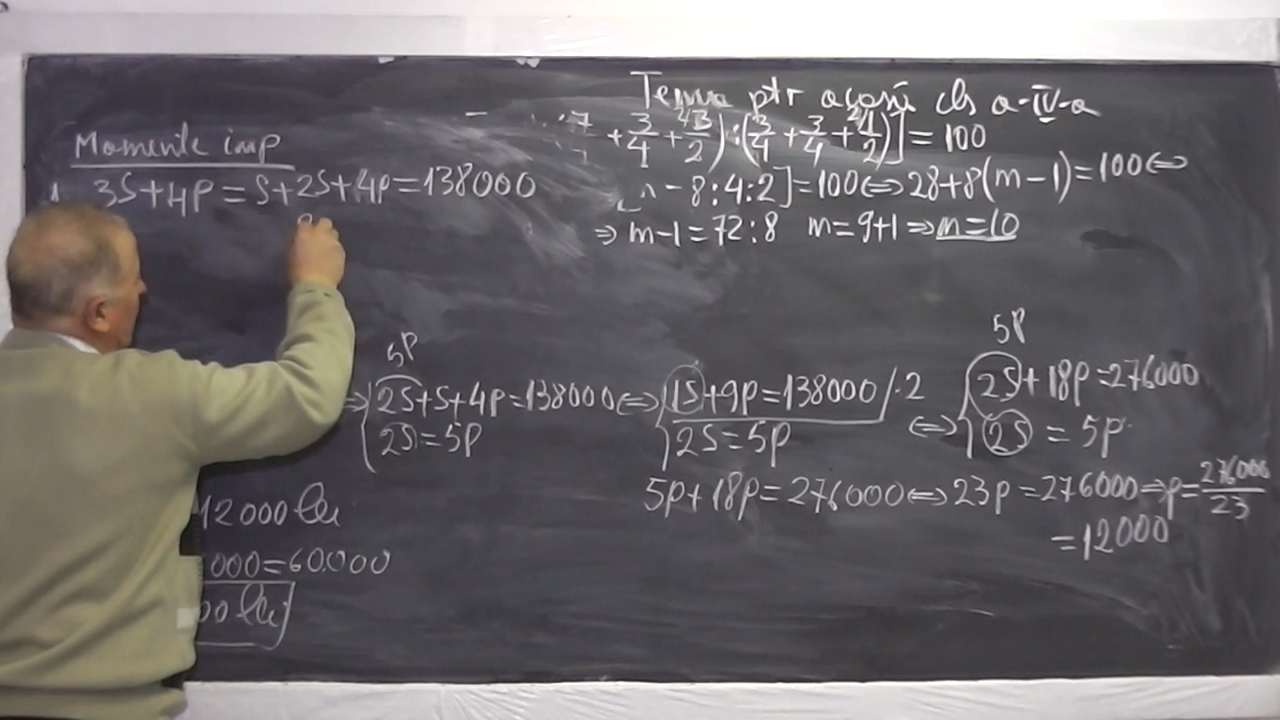 Tema ptr acasă cls a-IV-a
+ 3/4 + 23/2) : (3/4 + 3/4 + 21/2)] = 100
- 8:4:2] = 100 ⇔ 28+8(m-1) = 100 ⇔
⇒ m-1 = 72:8 m = 9+1 ⇒ m = 10
Momente imp
3S+4p = S+2S+4p = 138000
5p
2S+S+4p = 138000 ⇔
2S = 5p
1S+9p = 138000 /·2
2S = 5p
5p
⇔ 2S + 18p = 276000
2S = 5p
5p + 18p = 276000 ⇔ 23p = 276000 ⇒ p = 276000/23
= 12000
12000 lei
000 = 60.000
00 lei